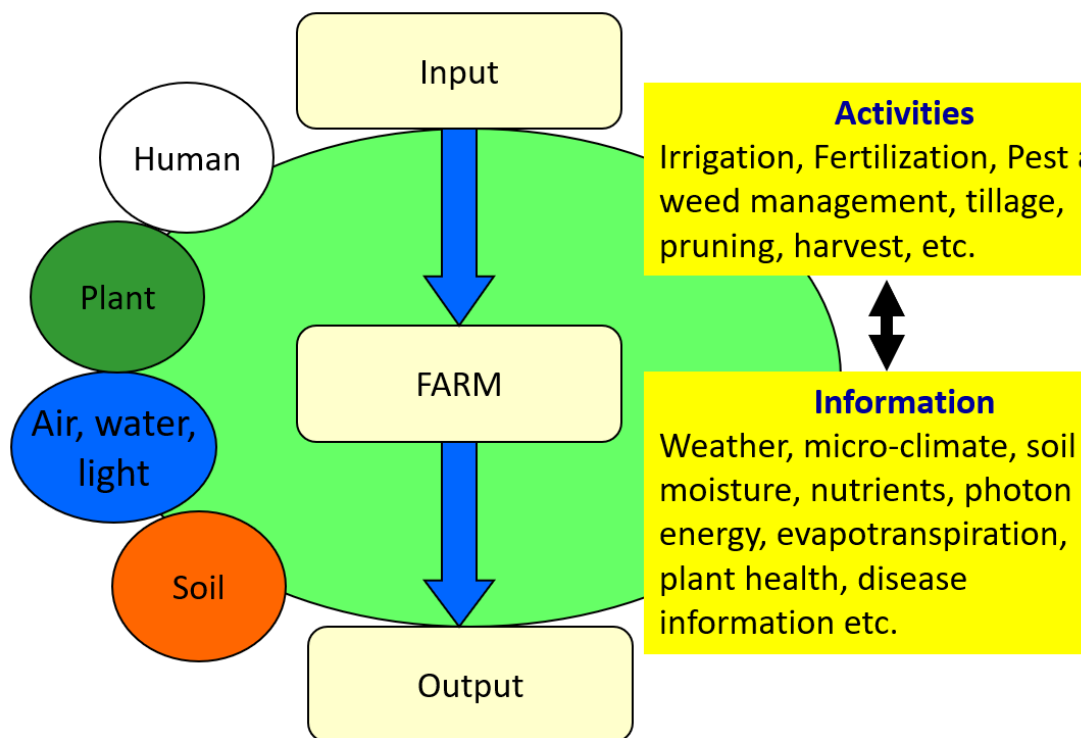 Input
Human
Plant
Air, water,
light
Soil
FARM
Output
Activities
Irrigation, Fertilization, Pest
weed management, tillage,
pruning, harvest, etc.
Information
Weather, micro-climate, soil
moisture, nutrients, photon
energy, evapotranspiration,
plant health, disease
information etc.